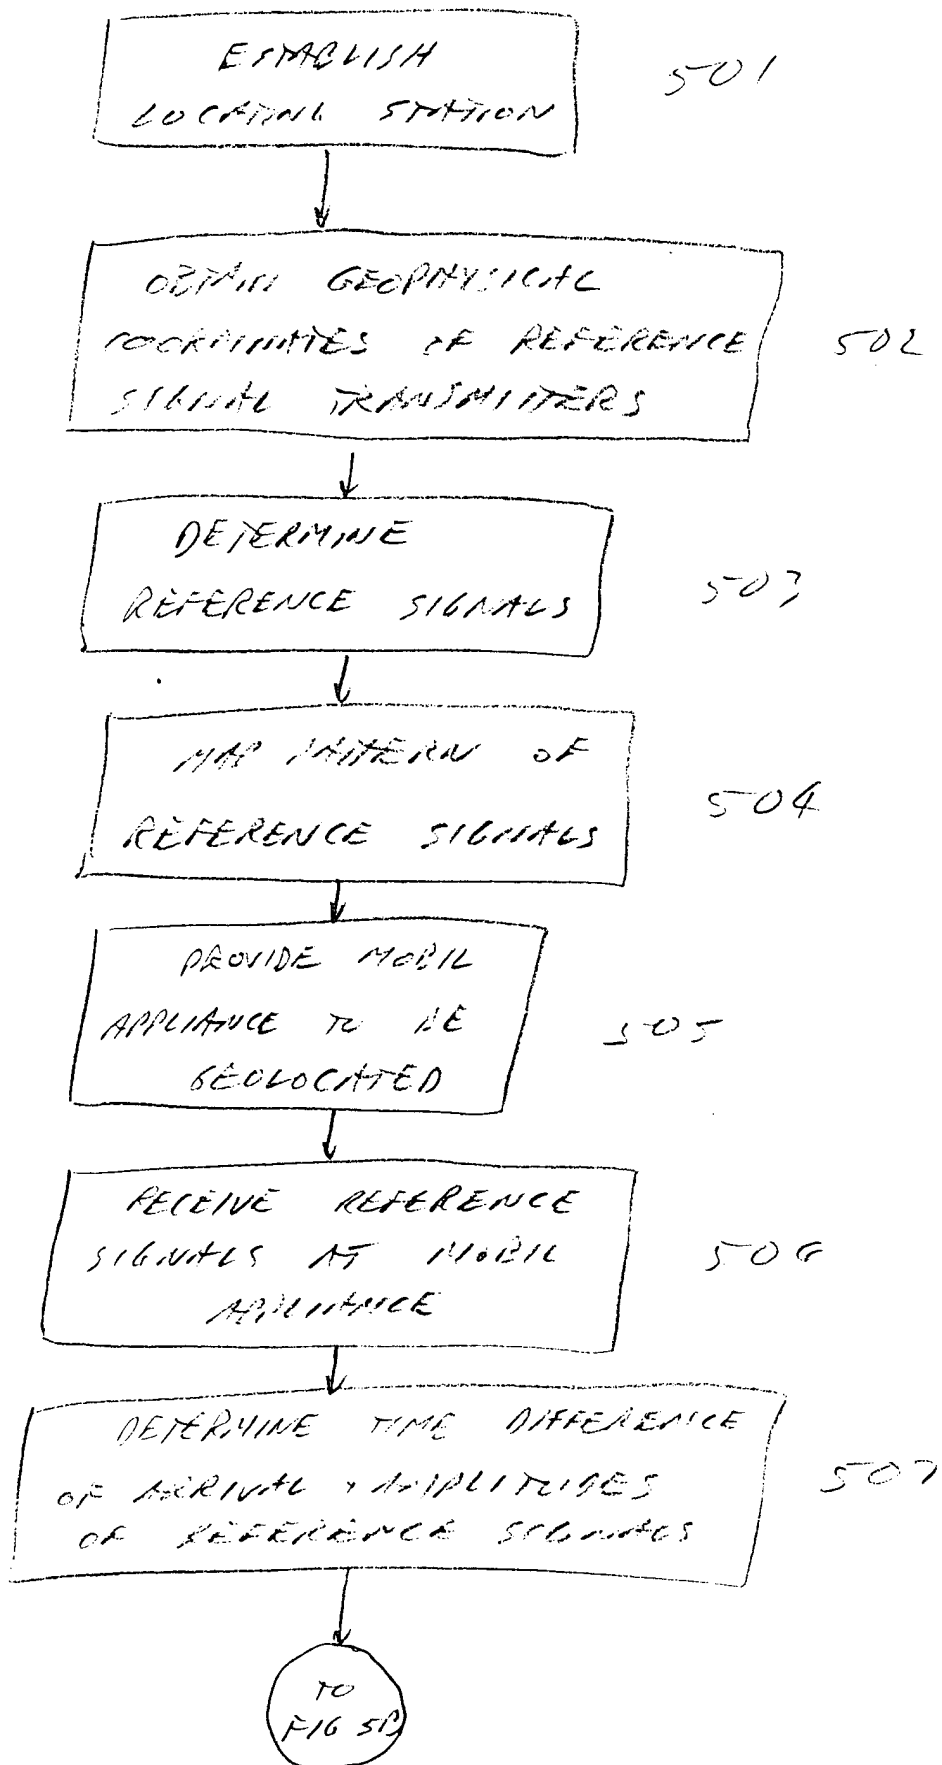 ESTABLISH
LOCATING STATION
501
OBTAIN GEOPHYSICAL
COORDINATES OF REFERENCE
SIGNAL TRANSMITTERS
502
DETERMINE
REFERENCE SIGNALS
503
MAP PATTERN OF
REFERENCE SIGNALS
504
PROVIDE MOBIL
APPLIANCE TO BE
GEOLOCATED
505
RECEIVE REFERENCE
SIGNALS AT MOBIL
APPLIANCE
506
DETERMINE TIME DIFFERENCE
OF ARRIVAL + AMPLITUDES
OF REFERENCE SIGNALS
507
TO
FIG 5B